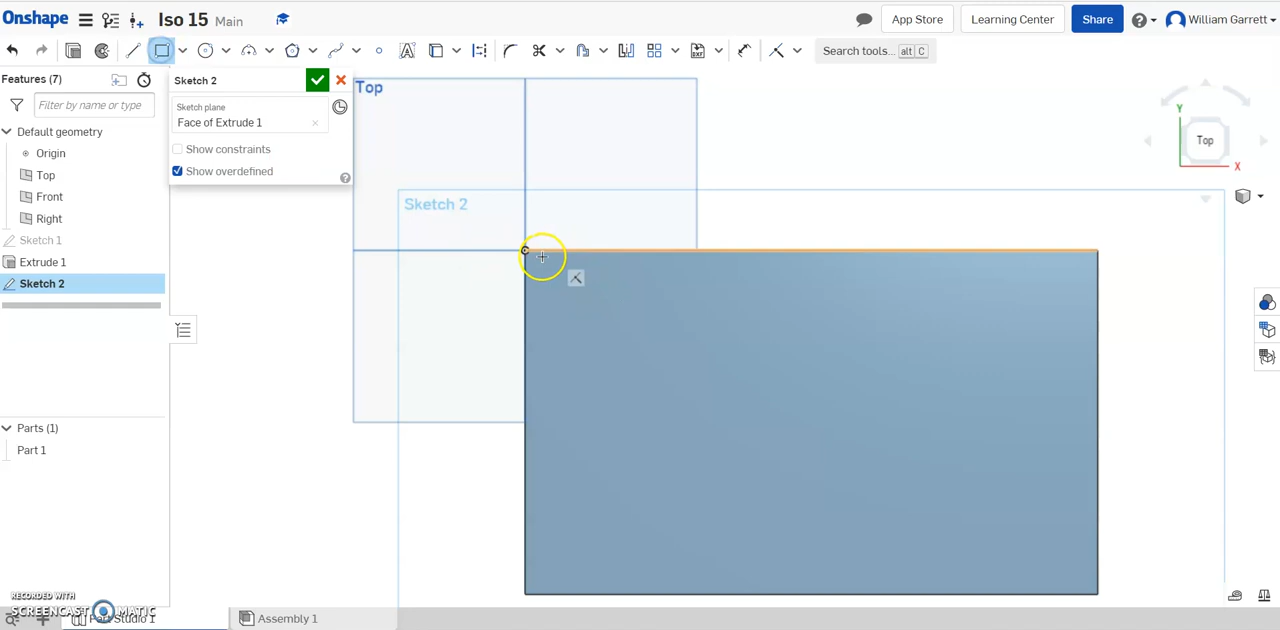 Onshape
Iso 15 Main
App Store
Learning Center
Share
William Garrett
Search tools... alt C
Features (7)
Filter by name or type
Default geometry
Origin
Top
Front
Right
Sketch 1
Extrude 1
Sketch 2
Parts (1)
Part 1
Sketch 2
Sketch plane
Face of Extrude 1
Show constraints
Show overdefined
Top
Sketch 2
Y
Top
X
RECORDED WITH
SCREENCAST MATIC
Part Studio 1
Assembly 1